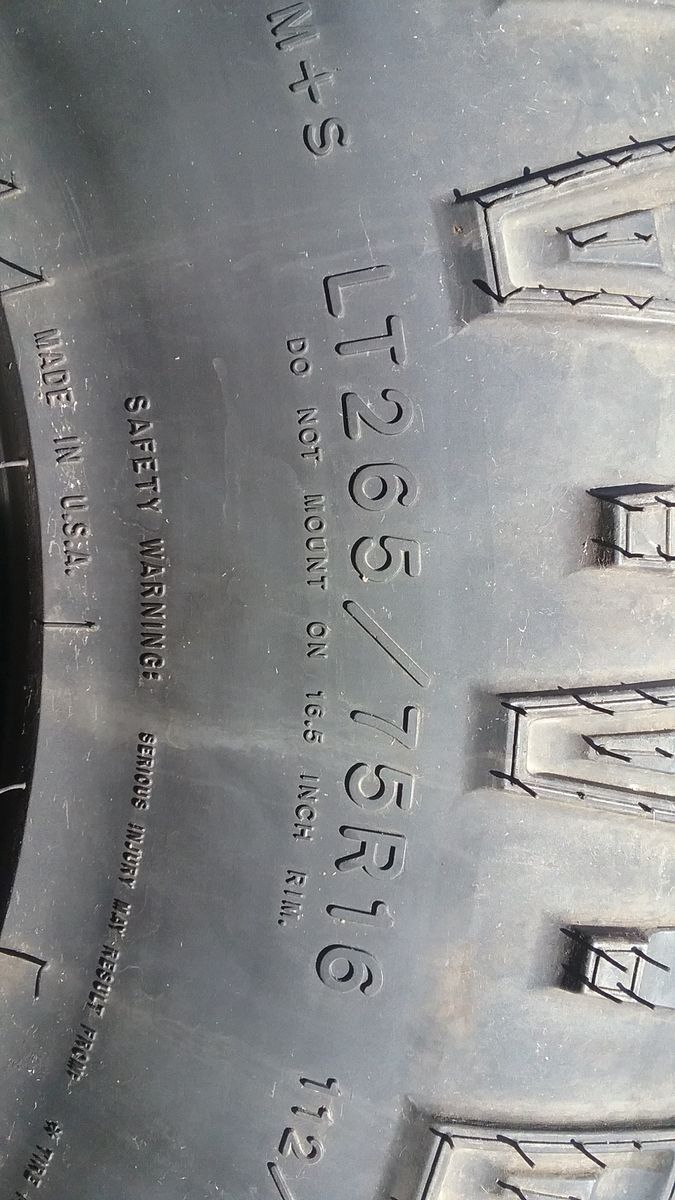 M+S LT265/75R16 112/
DO NOT MOUNT ON 16.5 INCH RIM.
SAFETY WARNING: SERIOUS INJURY MAY RESULT FROM:
* TIRE
MADE IN U.S.A.